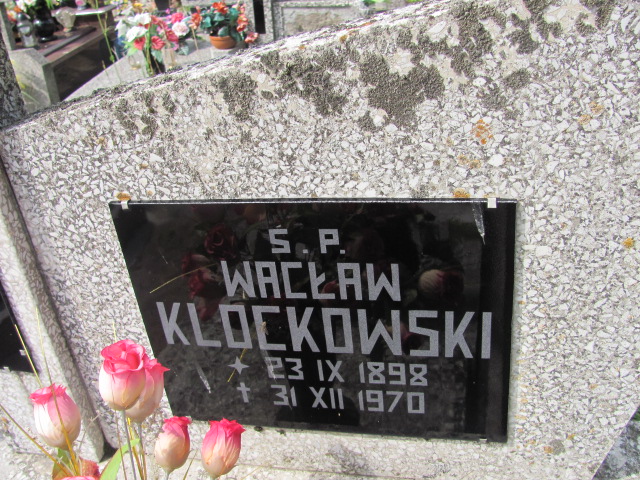 Ś.P.
WACŁAW
KLOCKOWSKI
✦ 23 IX 1898
✝ 31 XII 1970